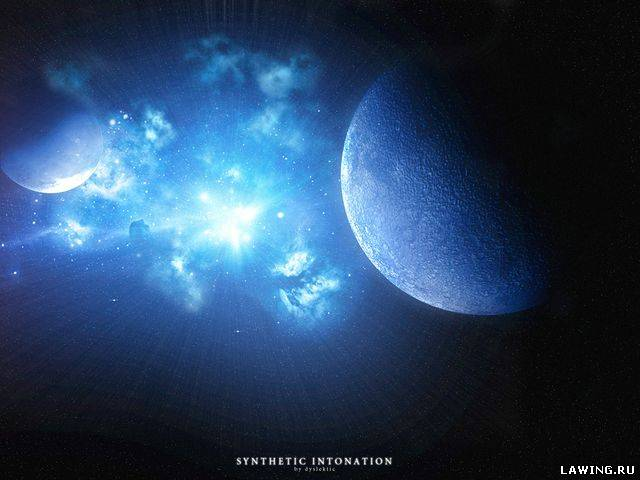 SYNTHETIC INTONATION
by dyslektic
LAWING.RU